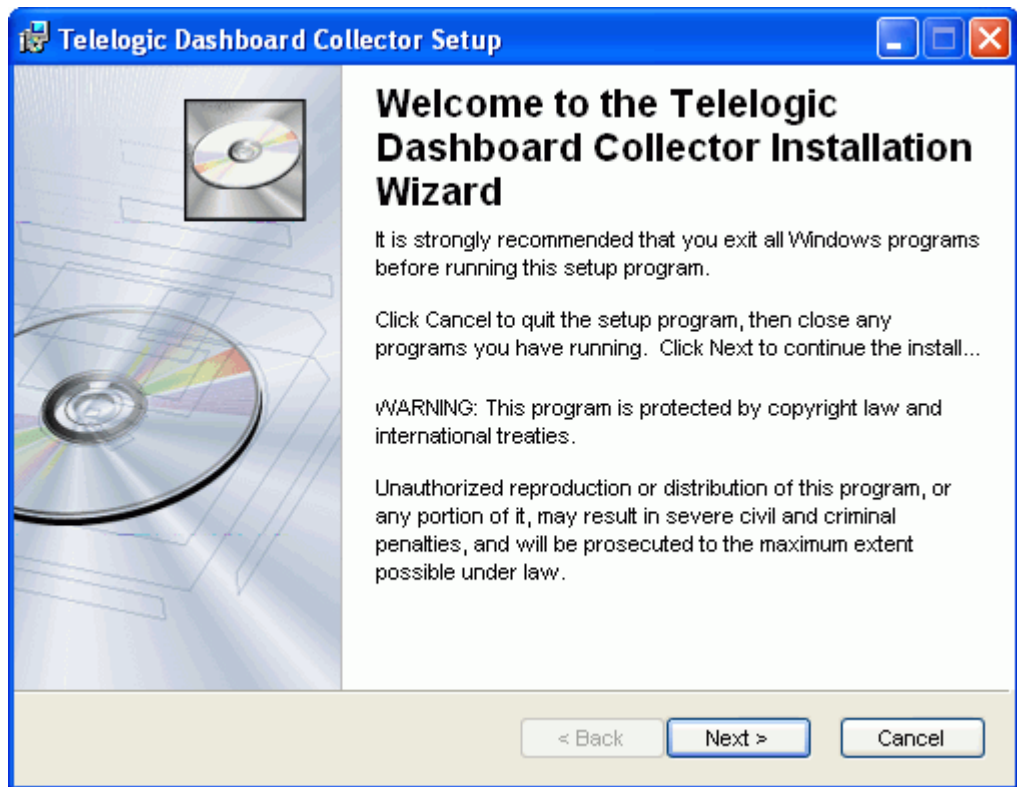 Telelogic Dashboard Collector Setup
Welcome to the Telelogic
Dashboard Collector Installation
Wizard
It is strongly recommended that you exit all Windows programs
before running this setup program.
Click Cancel to quit the setup program, then close any
programs you have running.  Click Next to continue the install...
WARNING: This program is protected by copyright law and
international treaties.
Unauthorized reproduction or distribution of this program, or
any portion of it, may result in severe civil and criminal
penalties, and will be prosecuted to the maximum extent
possible under law.
< Back Next > Cancel